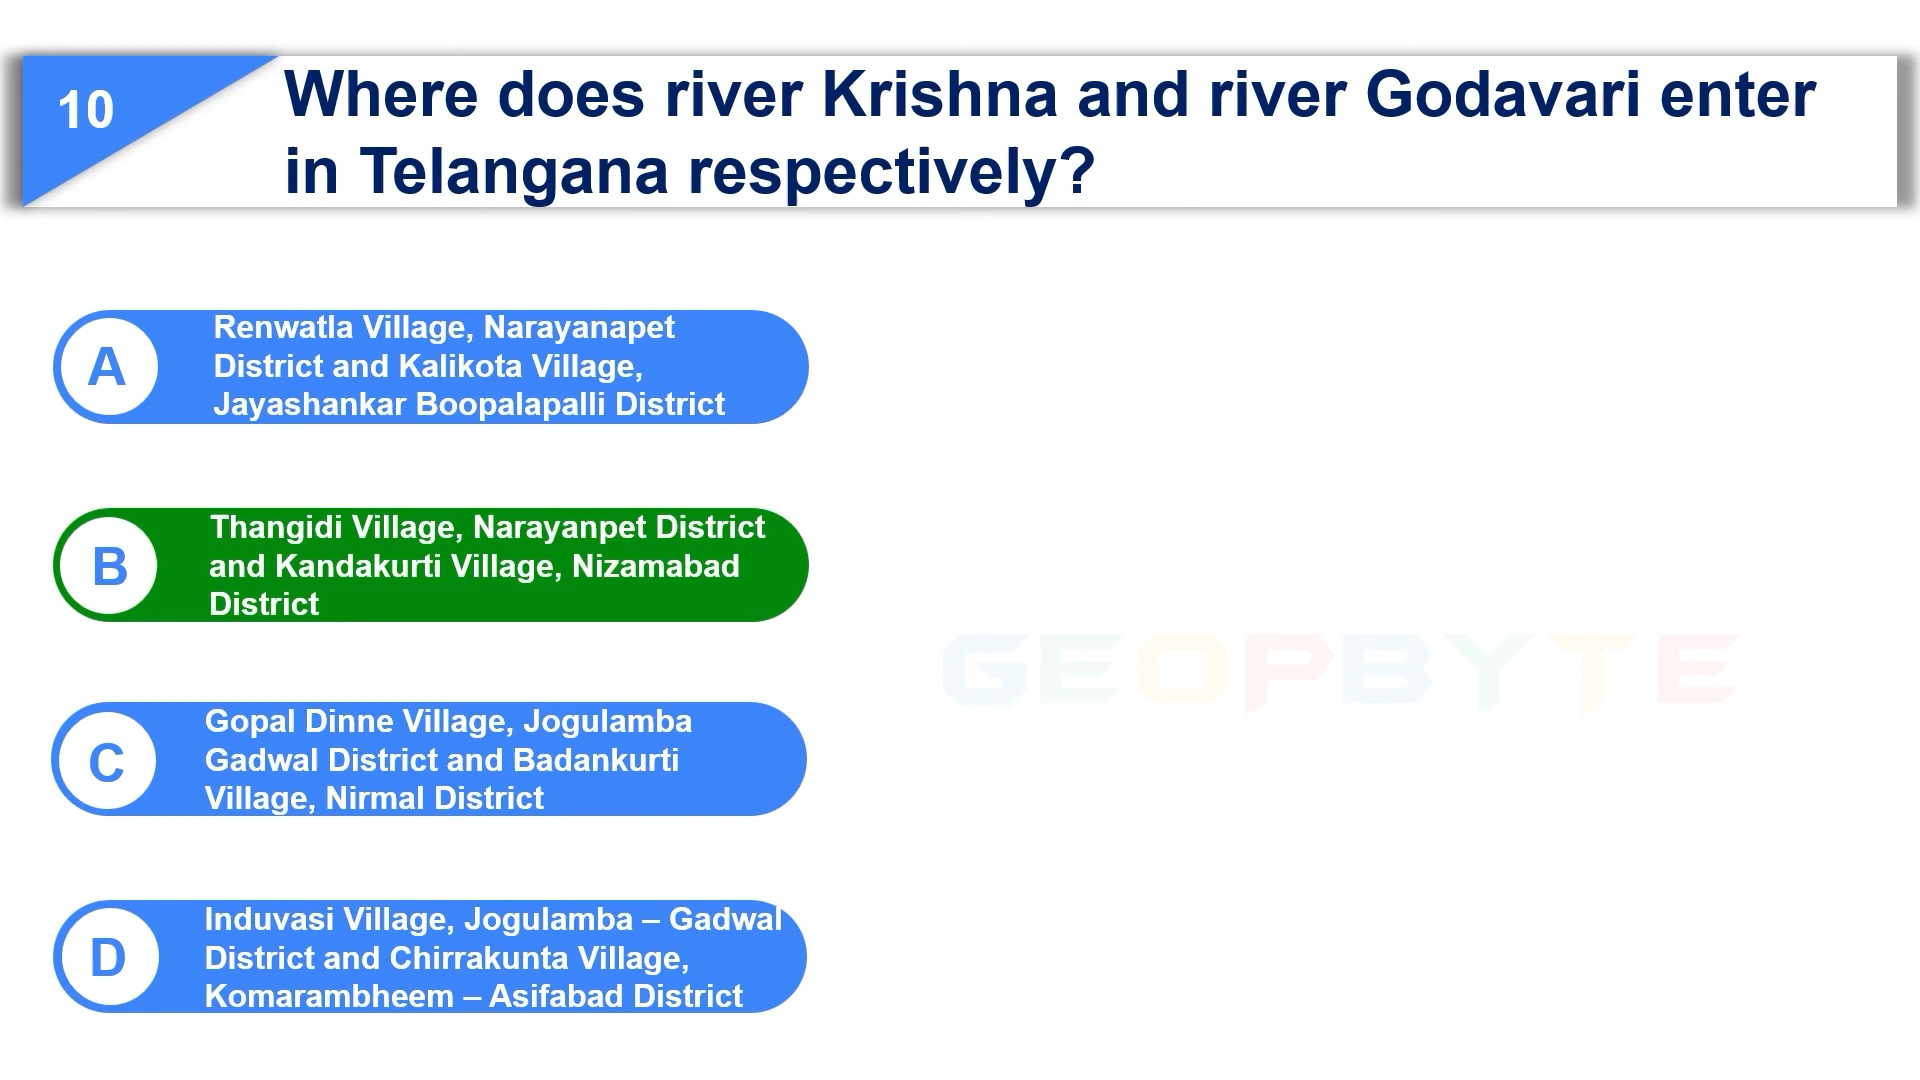 10
Where does river Krishna and river Godavari enter
in Telangana respectively?
A
Renwatla Village, Narayanapet
District and Kalikota Village,
Jayashankar Boopalapalli District
B
Thangidi Village, Narayanpet District
and Kandakurti Village, Nizamabad
District
GEOPBYTE
C
Gopal Dinne Village, Jogulamba
Gadwal District and Badankurti
Village, Nirmal District
D
Induvasi Village, Jogulamba – Gadwal
District and Chirrakunta Village,
Komarambheem – Asifabad District